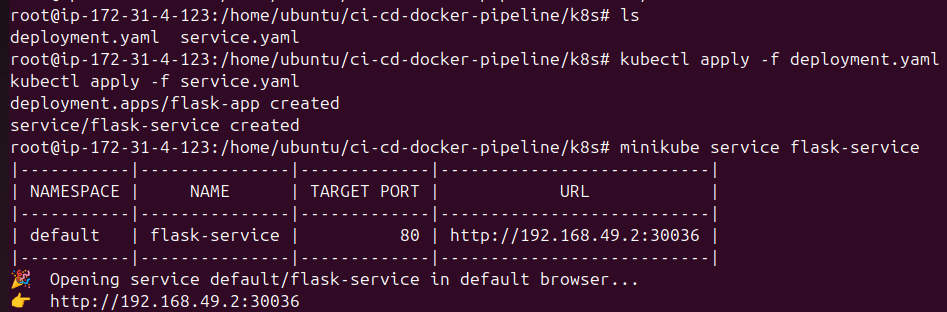 root@ip-172-31-4-123:/home/ubuntu/ci-cd-docker-pipeline/k8s# ls
deployment.yaml  service.yaml
root@ip-172-31-4-123:/home/ubuntu/ci-cd-docker-pipeline/k8s# kubectl apply -f deployment.yaml
kubectl apply -f service.yaml
deployment.apps/flask-app created
service/flask-service created
root@ip-172-31-4-123:/home/ubuntu/ci-cd-docker-pipeline/k8s# minikube service flask-service
|-----------|---------------|-------------|---------------------------|
| NAMESPACE |     NAME      | TARGET PORT |            URL            |
|-----------|---------------|-------------|---------------------------|
| default   | flask-service |          80 | http://192.168.49.2:30036 |
|-----------|---------------|-------------|---------------------------|
🎉  Opening service default/flask-service in default browser...
👉  http://192.168.49.2:30036